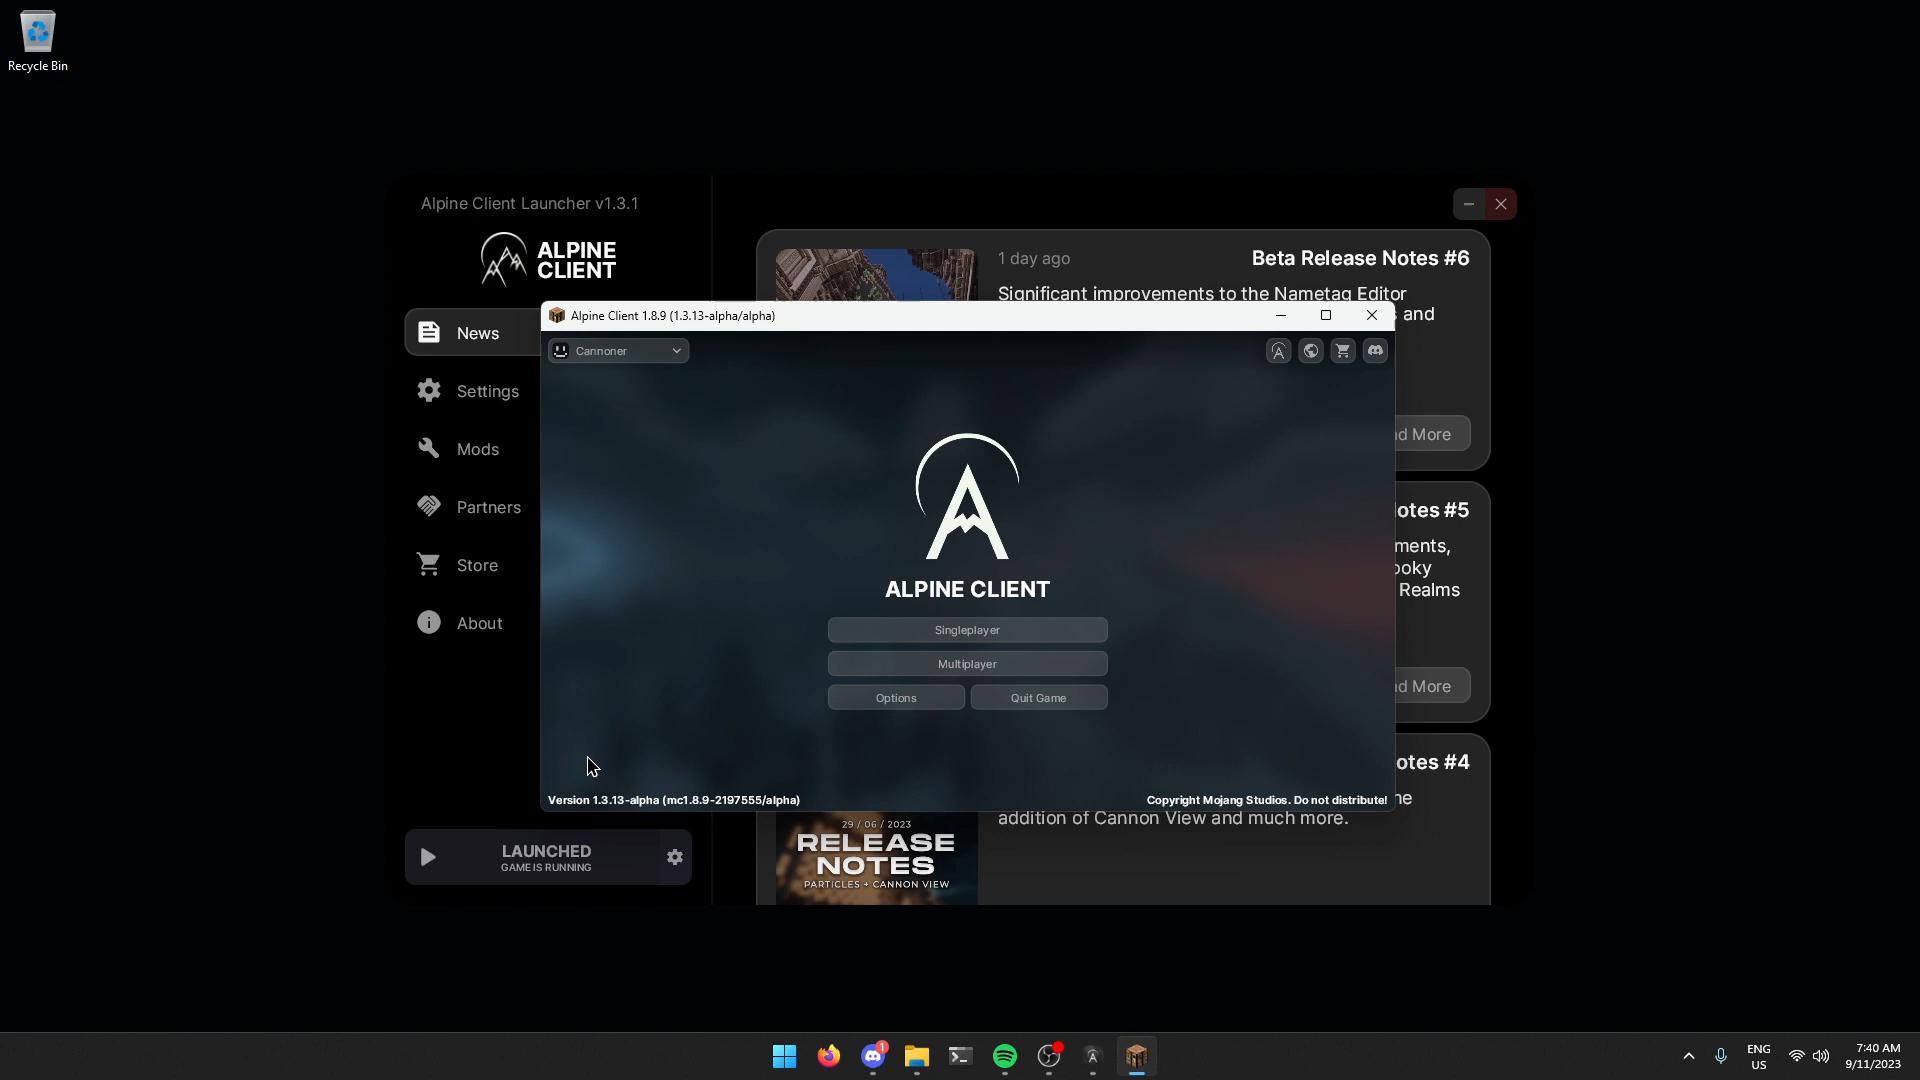 Recycle Bin
Alpine Client Launcher v1.3.1
ALPINE
CLIENT
News
Settings
Mods
Partners
Store
About
LAUNCHED
GAME IS RUNNING
1 day ago
Beta Release Notes #6
Significant improvements to the Nametag Editor
and
Alpine Client 1.8.9 (1.3.13-alpha/alpha)
Cannoner
ALPINE CLIENT
Singleplayer
Multiplayer
Options
Quit Game
Version 1.3.13-alpha (mc1.8.9-2197555/alpha)
Copyright Mojang Studios. Do not distribute!
More
#5
Realms
More
#4
addition of Cannon View and much more.
29 / 06 / 2023
RELEASE
NOTES
PARTICLES + CANNON VIEW
1
ENG
US
7:40 AM
9/11/2023